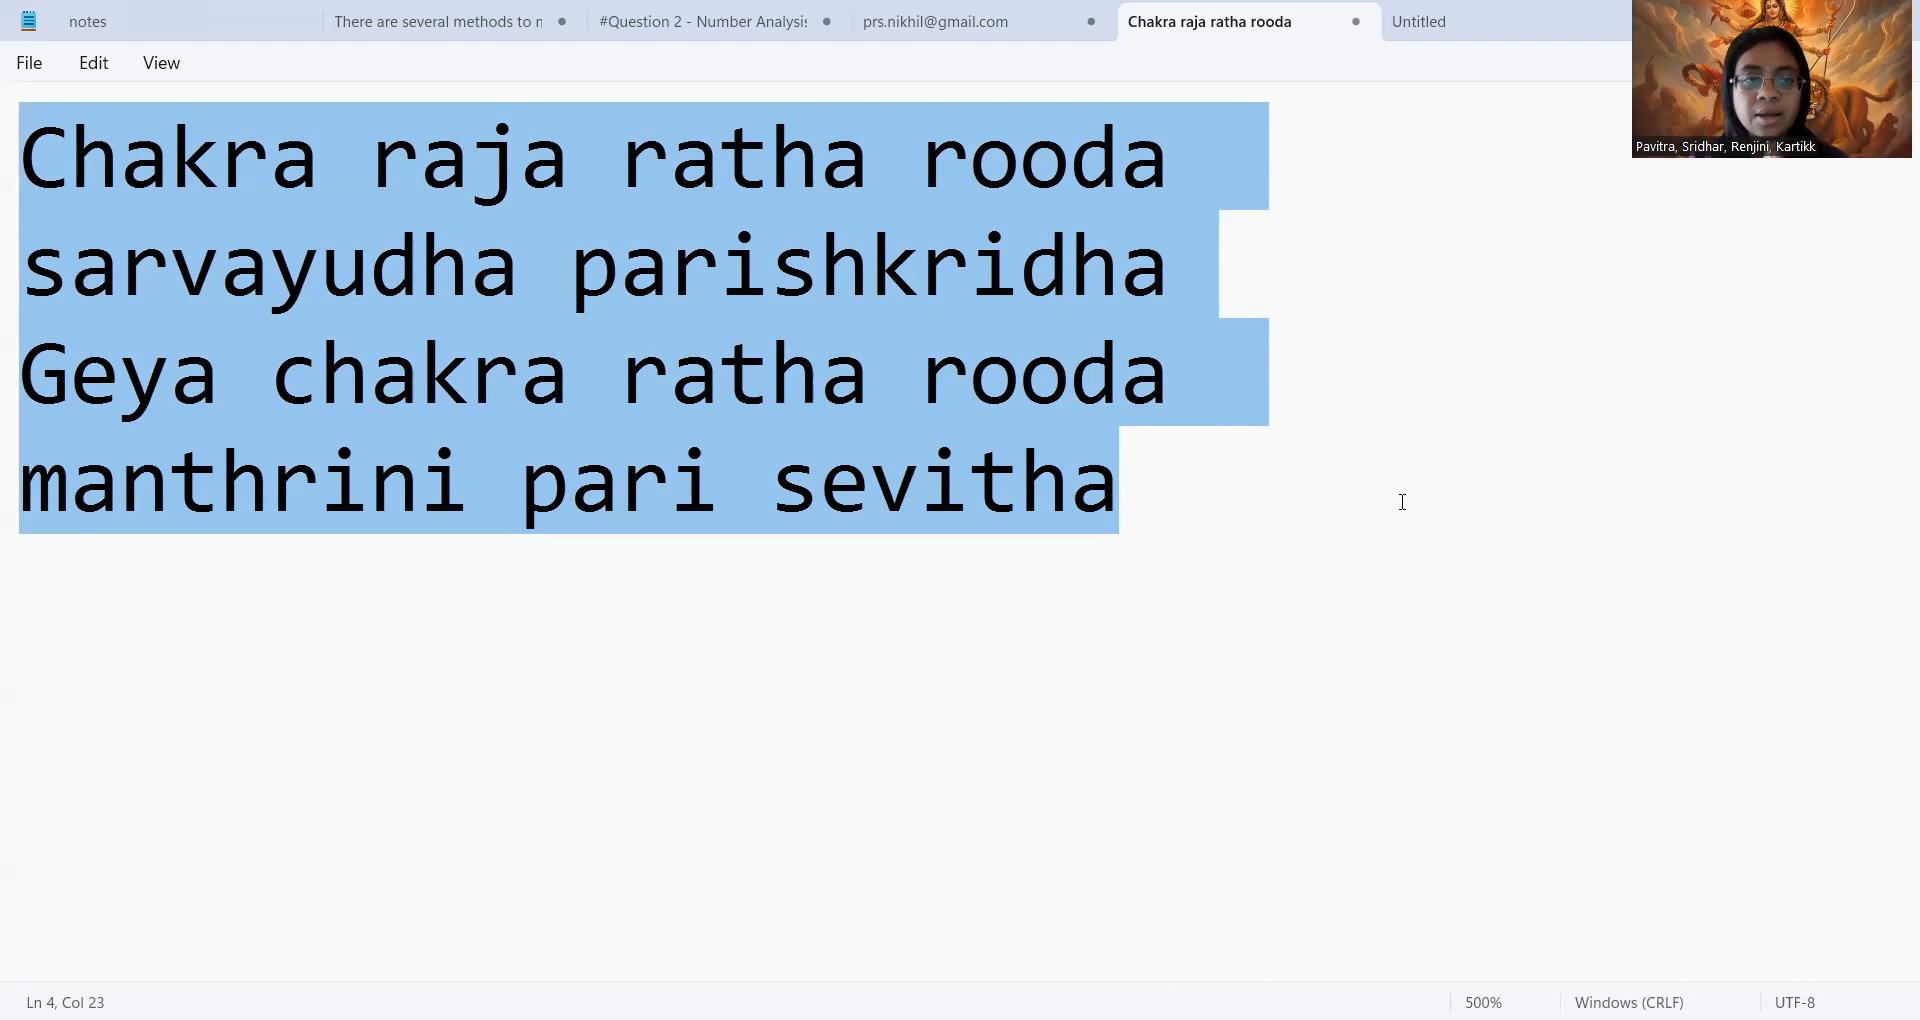 notes
There are several methods to n
#Question 2 - Number Analysis
prs.nikhil@gmail.com
Chakra raja ratha rooda
Untitled
File
Edit
View
Pavitra, Sridhar, Renjini, Kartikk
Chakra raja ratha rooda
sarvayudha parishkridha
Geya chakra ratha rooda
manthrini pari sevitha
Ln 4, Col 23
500%
Windows (CRLF)
UTF-8